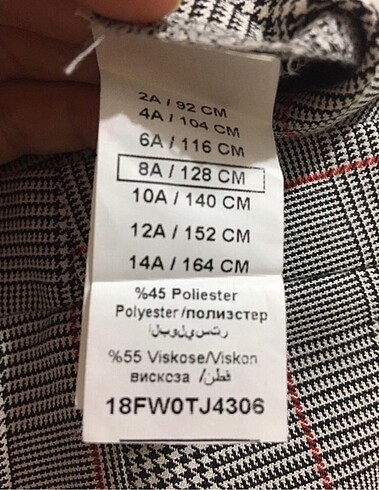 2A / 92 CM
4A / 104 CM
6A / 116 CM
8A / 128 CM
10A / 140 CM
12A / 152 CM
14A / 164 CM
%45 Poliester
Polyester/полиэстер
البوليستر
%55 Viskose/Viskon
вискоза / قطن
18FW0TJ4306